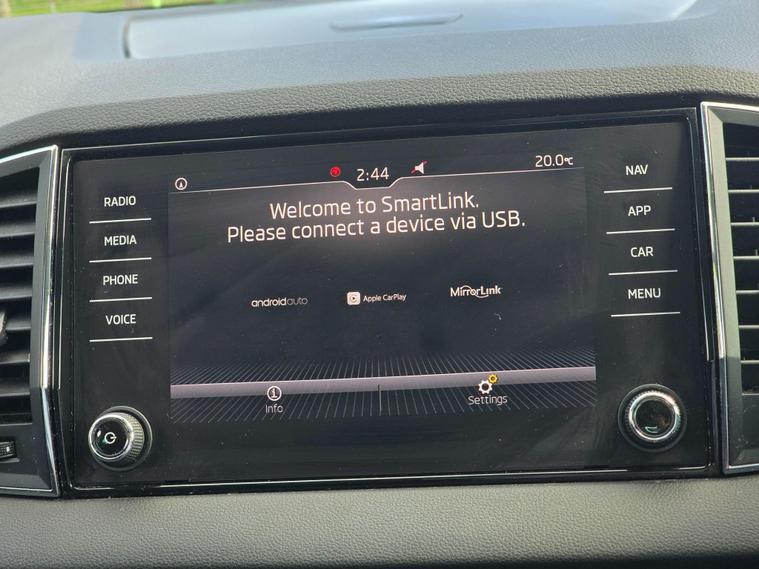 2:44
20.0°C
Welcome to SmartLink.
Please connect a device via USB.
androidauto
Apple CarPlay
MirrorLink
Info
Settings
RADIO
MEDIA
PHONE
VOICE
NAV
APP
CAR
MENU